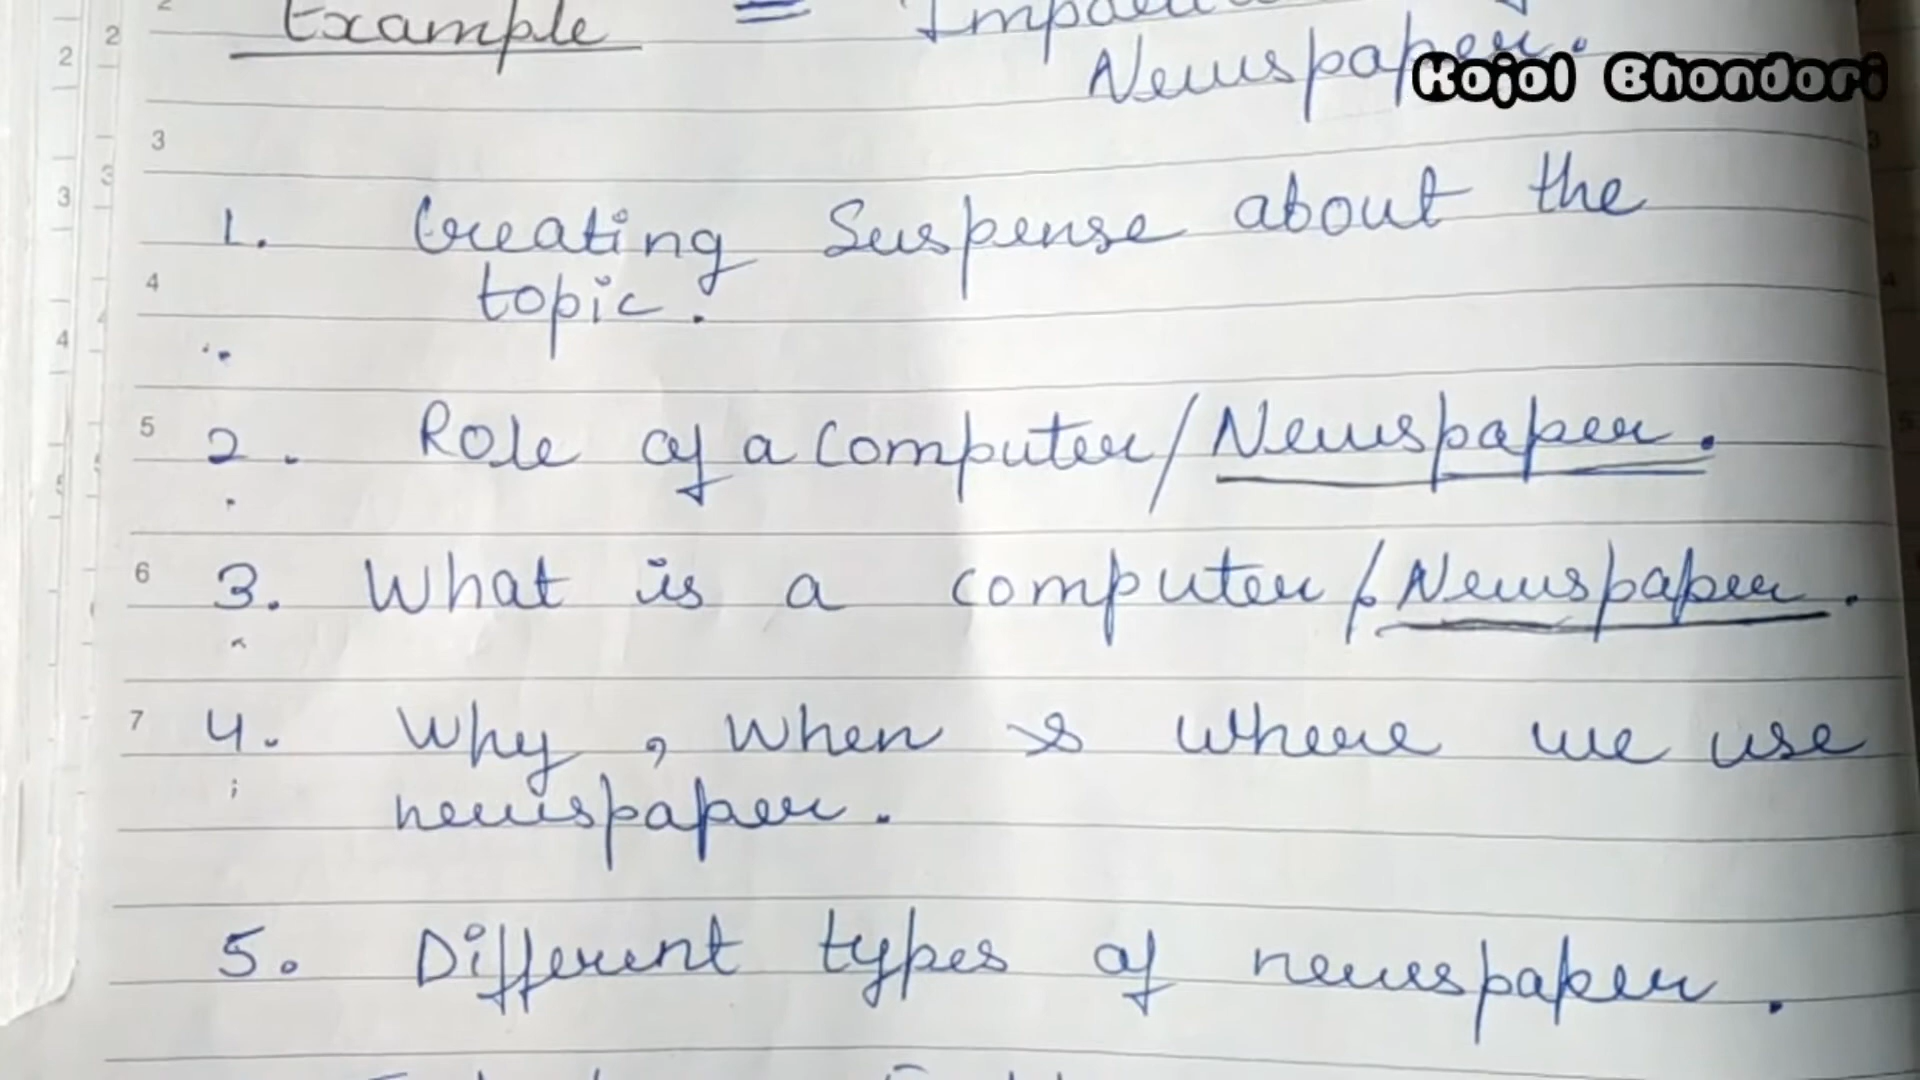 Example = Newspaper.
Kojol Bhondori
1. Creating Suspense about the
topic.
2. Role of a Computer/Newspaper.
3. What is a computer/Newspaper.
4. Why, when & where we use
newspaper.
5. Different types of newspaper.